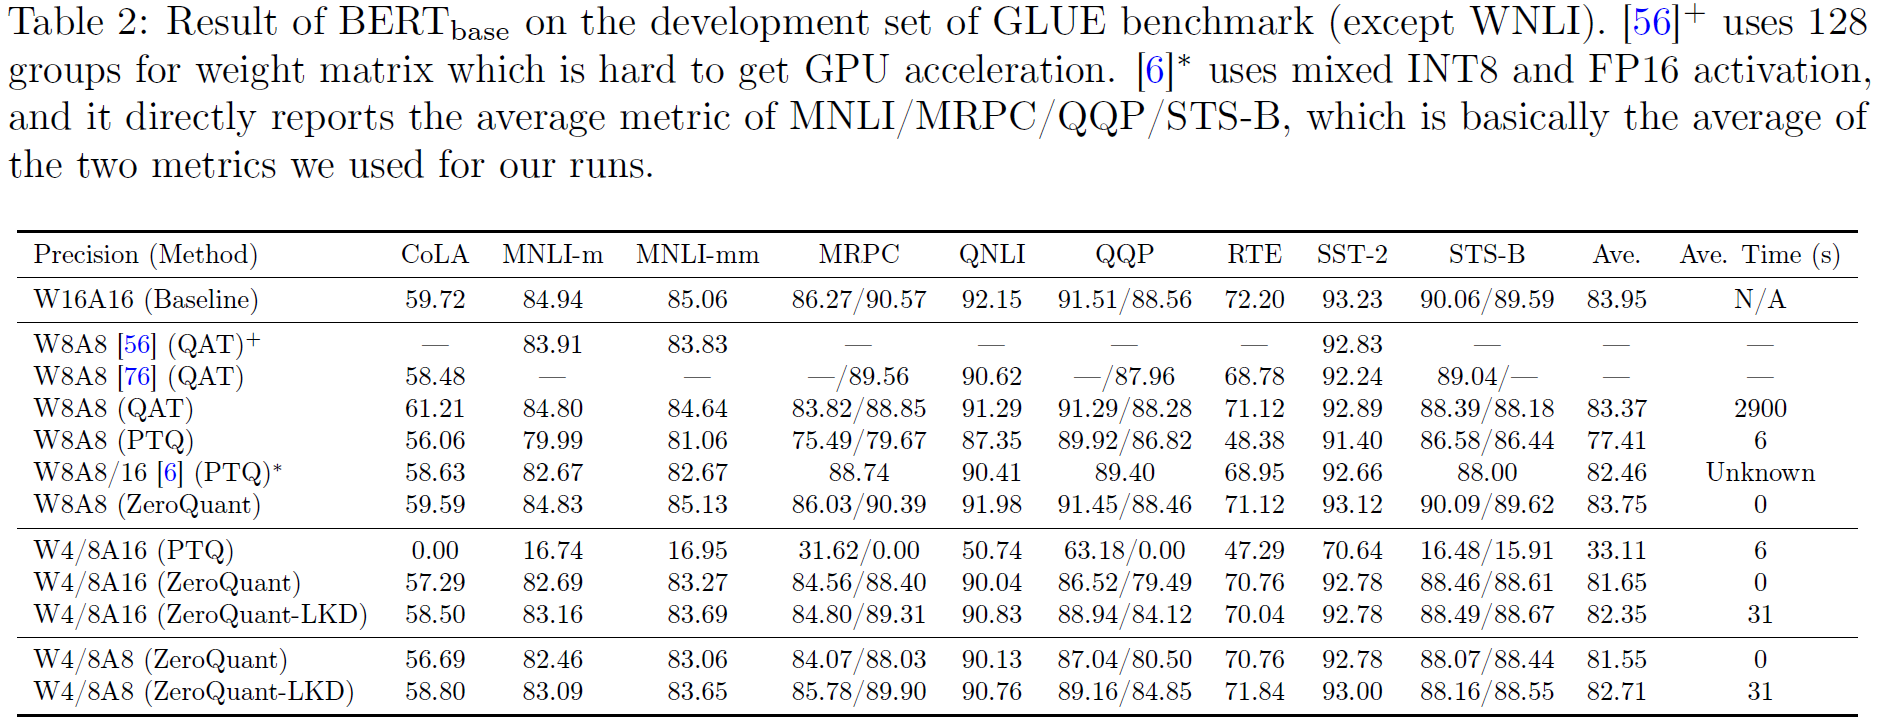 Table 2: Result of BERTbase on the development set of GLUE benchmark (except WNLI). [56]+ uses 128
groups for weight matrix which is hard to get GPU acceleration. [6]* uses mixed INT8 and FP16 activation,
and it directly reports the average metric of MNLI/MRPC/QQP/STS-B, which is basically the average of
the two metrics we used for our runs.
Precision (Method) CoLA MNLI-m MNLI-mm MRPC QNLI QQP RTE SST-2 STS-B Ave. Ave. Time (s)
W16A16 (Baseline) 59.72 84.94 85.06 86.27/90.57 92.15 91.51/88.56 72.20 93.23 90.06/89.59 83.95 N/A
W8A8 [56] (QAT)+ — 83.91 83.83 — — — — 92.83 — — —
W8A8 [76] (QAT) 58.48 — — —/89.56 90.62 —/87.96 68.78 92.24 89.04/— — —
W8A8 (QAT) 61.21 84.80 84.64 83.82/88.85 91.29 91.29/88.28 71.12 92.89 88.39/88.18 83.37 2900
W8A8 (PTQ) 56.06 79.99 81.06 75.49/79.67 87.35 89.92/86.82 48.38 91.40 86.58/86.44 77.41 6
W8A8/16 [6] (PTQ)* 58.63 82.67 82.67 88.74 90.41 89.40 68.95 92.66 88.00 82.46 Unknown
W8A8 (ZeroQuant) 59.59 84.83 85.13 86.03/90.39 91.98 91.45/88.46 71.12 93.12 90.09/89.62 83.75 0
W4/8A16 (PTQ) 0.00 16.74 16.95 31.62/0.00 50.74 63.18/0.00 47.29 70.64 16.48/15.91 33.11 6
W4/8A16 (ZeroQuant) 57.29 82.69 83.27 84.56/88.40 90.04 86.52/79.49 70.76 92.78 88.46/88.61 81.65 0
W4/8A16 (ZeroQuant-LKD) 58.50 83.16 83.69 84.80/89.31 90.83 88.94/84.12 70.04 92.78 88.49/88.67 82.35 31
W4/8A8 (ZeroQuant) 56.69 82.46 83.06 84.07/88.03 90.13 87.04/80.50 70.76 92.78 88.07/88.44 81.55 0
W4/8A8 (ZeroQuant-LKD) 58.80 83.09 83.65 85.78/89.90 90.76 89.16/84.85 71.84 93.00 88.16/88.55 82.71 31